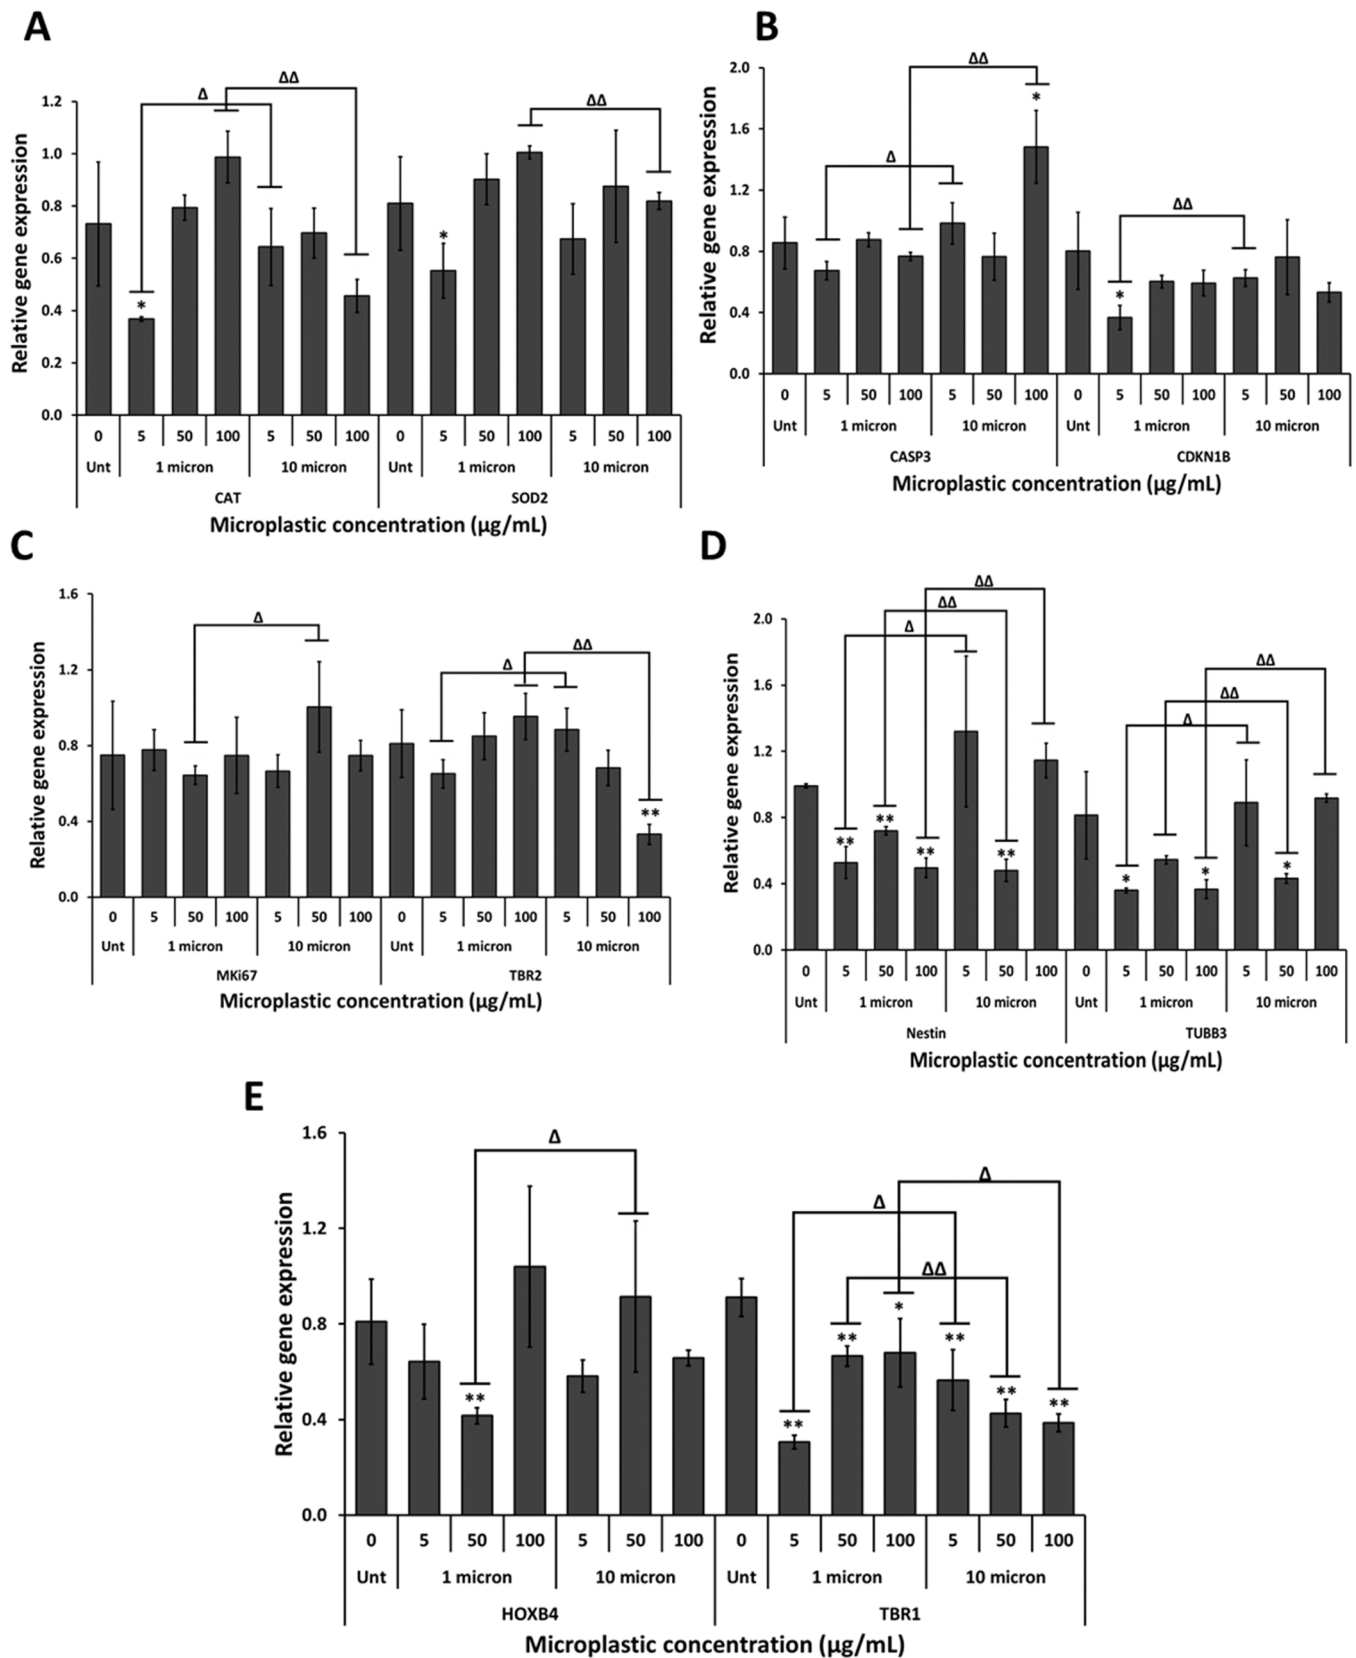 A
Relative gene expression
1.2
1.0
0.8
0.6
0.4
0.2
0.0
Δ
ΔΔ
ΔΔ
*
*
0 5 50 100 5 50 100 0 5 50 100 5 50 100
Unt 1 micron 10 micron Unt 1 micron 10 micron
CAT SOD2
Microplastic concentration (µg/mL)
B
Relative gene expression
2.0
1.6
1.2
0.8
0.4
0.0
ΔΔ
*
Δ
ΔΔ
*
0 5 50 100 5 50 100 0 5 50 100 5 50 100
Unt 1 micron 10 micron Unt 1 micron 10 micron
CASP3 CDKN1B
Microplastic concentration (µg/mL)
C
Relative gene expression
1.6
1.2
0.8
0.4
0.0
Δ
Δ
ΔΔ
**
0 5 50 100 5 50 100 0 5 50 100 5 50 100
Unt 1 micron 10 micron Unt 1 micron 10 micron
MKi67 TBR2
Microplastic concentration (µg/mL)
D
Relative gene expression
2.0
1.6
1.2
0.8
0.4
0.0
ΔΔ
ΔΔ
Δ
ΔΔ
ΔΔ
Δ
** ** ** ** * * *
0 5 50 100 5 50 100 0 5 50 100 5 50 100
Unt 1 micron 10 micron Unt 1 micron 10 micron
Nestin TUBB3
Microplastic concentration (µg/mL)
E
Relative gene expression
1.6
1.2
0.8
0.4
0.0
Δ
Δ
Δ
ΔΔ
** ** ** * ** ** **
0 5 50 100 5 50 100 0 5 50 100 5 50 100
Unt 1 micron 10 micron Unt 1 micron 10 micron
HOXB4 TBR1
Microplastic concentration (µg/mL)